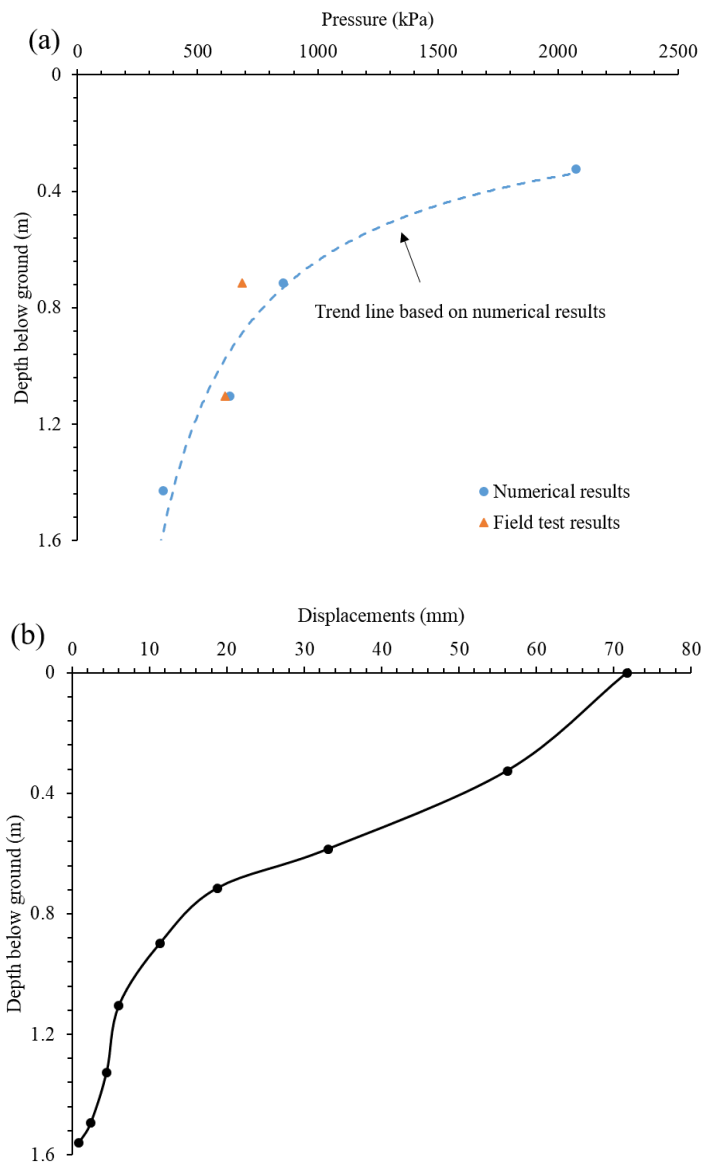 (a)
Pressure (kPa)
0 500 1000 1500 2000 2500
0
0.4
0.8
1.2
1.6
Depth below ground (m)
Trend line based on numerical results
Numerical results
Field test results
(b)
Displacements (mm)
0 10 20 30 40 50 60 70 80
0
0.4
0.8
1.2
1.6
Depth below ground (m)